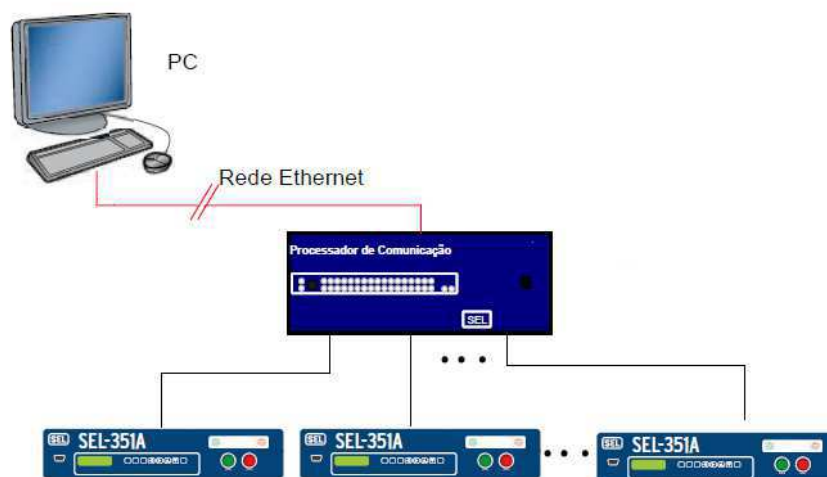 PC
Rede Ethernet
Processador de Comunicação
SEL
SEL SEL-351A
SEL SEL-351A
SEL SEL-351A